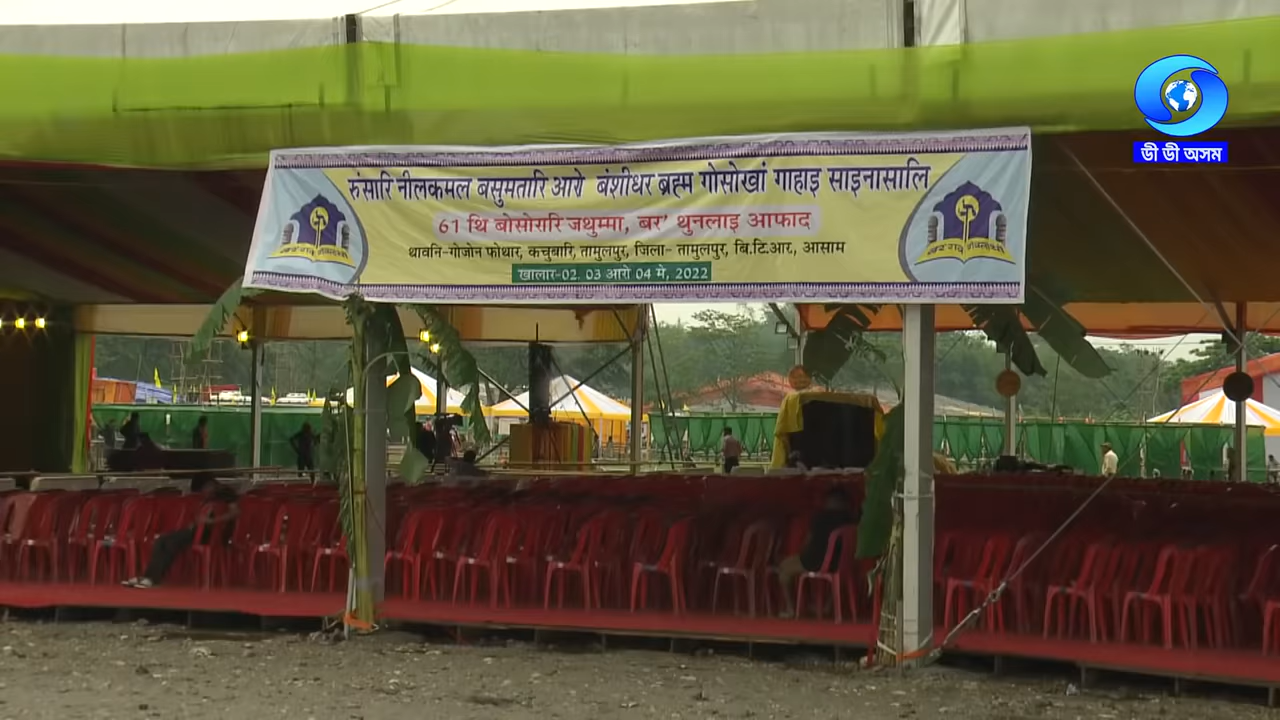 रुंसारि नीलकमल बसुमतारि आरो बंशीधर ब्रह्म गोसोखां गाहाइ साइनासालि
61 थि बोसोरारि जथुम्मा, बर' थुनलाइ आफाद
थावनि-गोजोन फोथार, कचुबारि, तामुलपुर, जिला- तामुलपुर, बि.टि.आर, आसाम
खालार-02. 03 आरो 04 मे, 2022
ডী ডী অসম